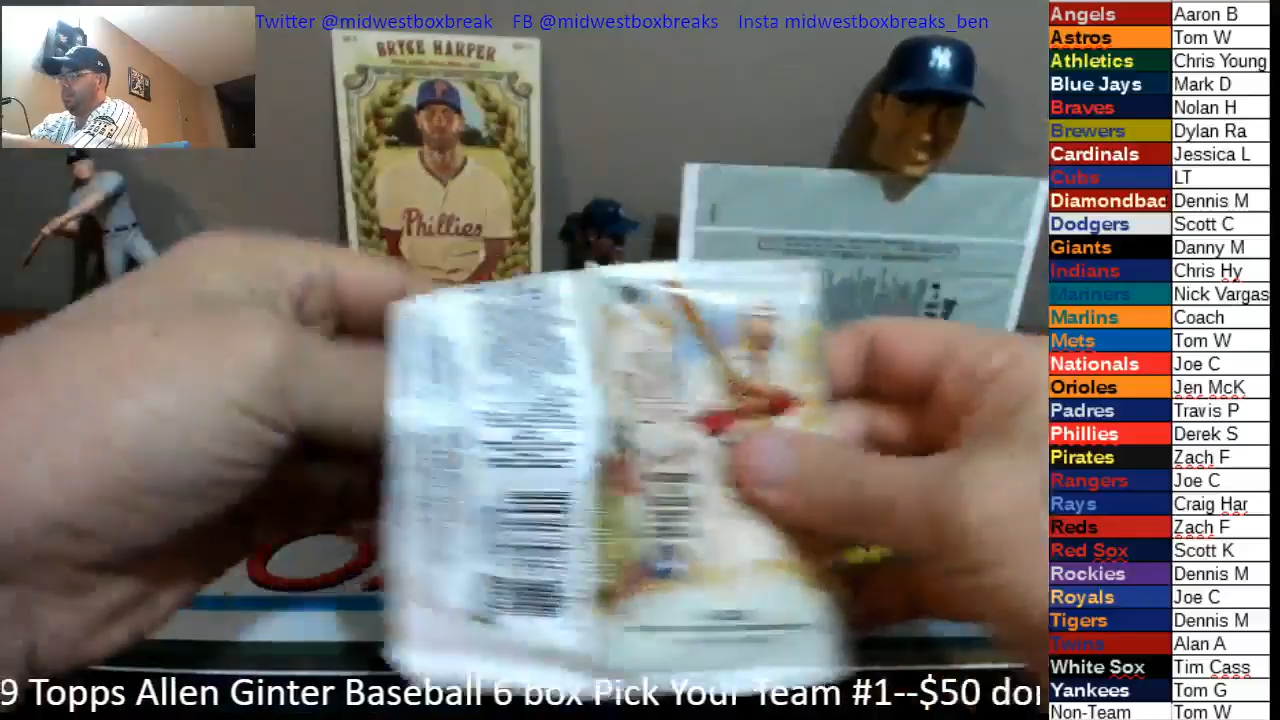 Twitter @midwestboxbreak FB @midwestboxbreaks Insta midwestboxbreaks_ben
BRYCE HARPER
Phillies
Angels Aaron B
Astros Tom W
Athletics Chris Young
Blue Jays Mark D
Braves Nolan H
Brewers Dylan Ra
Cardinals Jessica L
Cubs LT
Diamondbac Dennis M
Dodgers Scott C
Giants Danny M
Indians Chris Hy
Mariners Nick Vargas
Marlins Coach
Mets Tom W
Nationals Joe C
Orioles Jen McK
Padres Travis P
Phillies Derek S
Pirates Zach F
Rangers Joe C
Rays Craig Har
Reds Zach F
Red Sox Scott K
Rockies Dennis M
Royals Joe C
Tigers Dennis M
Twins Alan A
White Sox Tim Cass
Yankees Tom G
Non-Team Tom W
9 Topps Allen Ginter Baseball 6 box Pick Your Team #1--$50 do